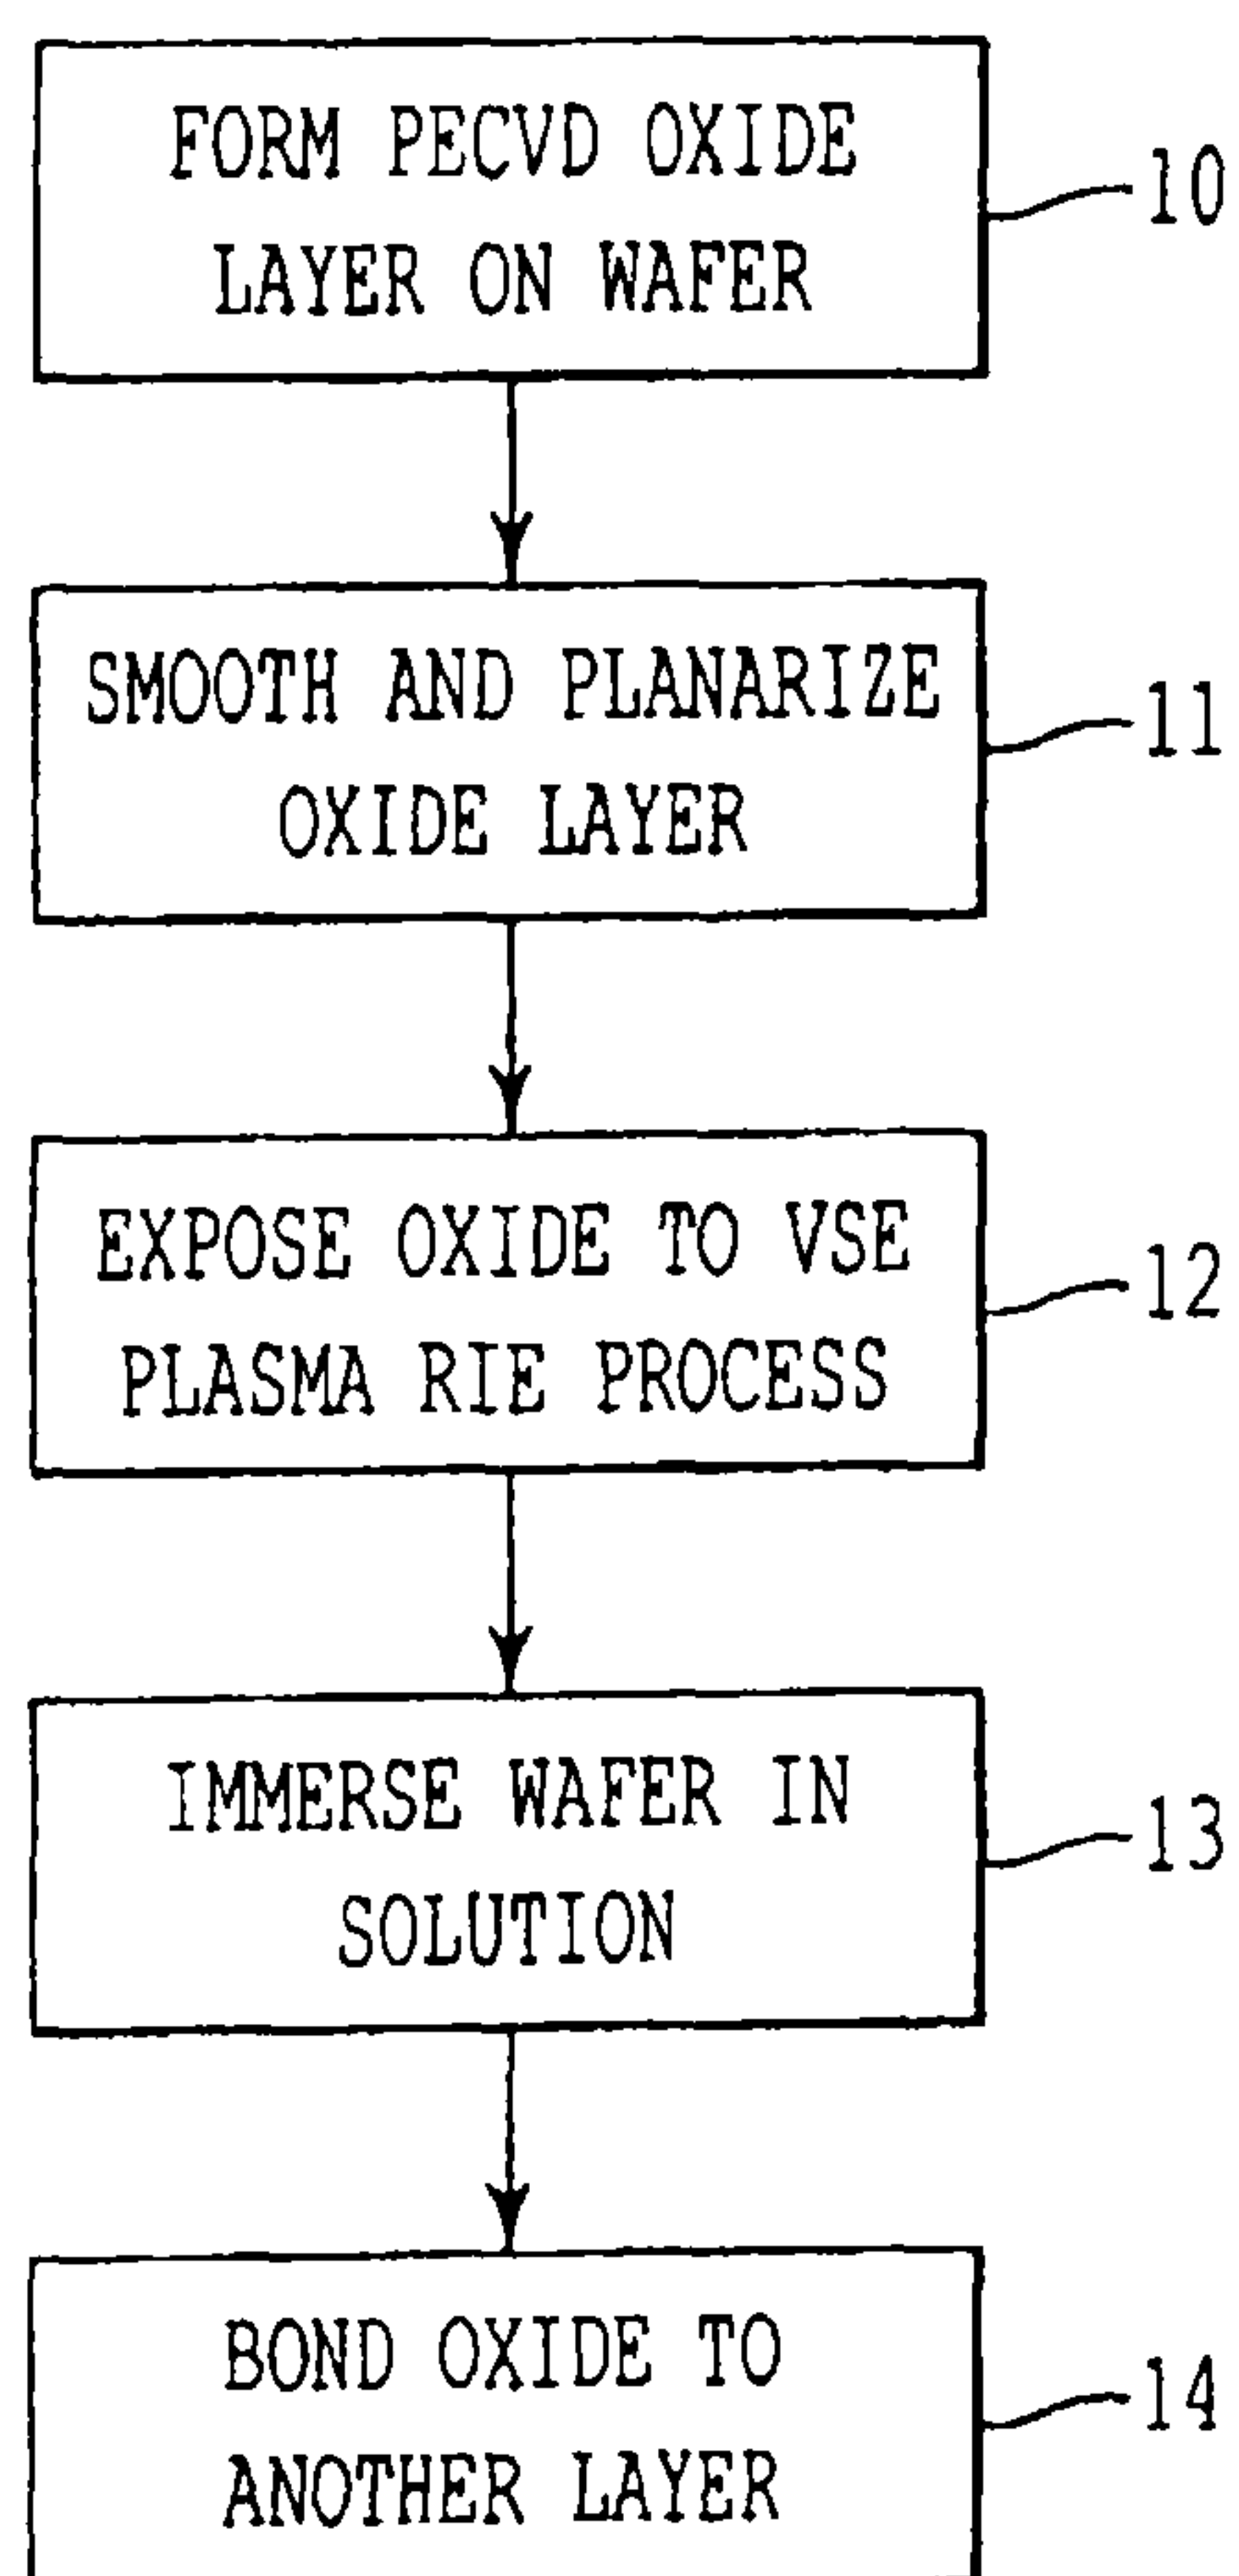 FORM PECVD OXIDE
LAYER ON WAFER
10
SMOOTH AND PLANARIZE
OXIDE LAYER
11
EXPOSE OXIDE TO VSE
PLASMA RIE PROCESS
12
IMMERSE WAFER IN
SOLUTION
13
BOND OXIDE TO
ANOTHER LAYER
14